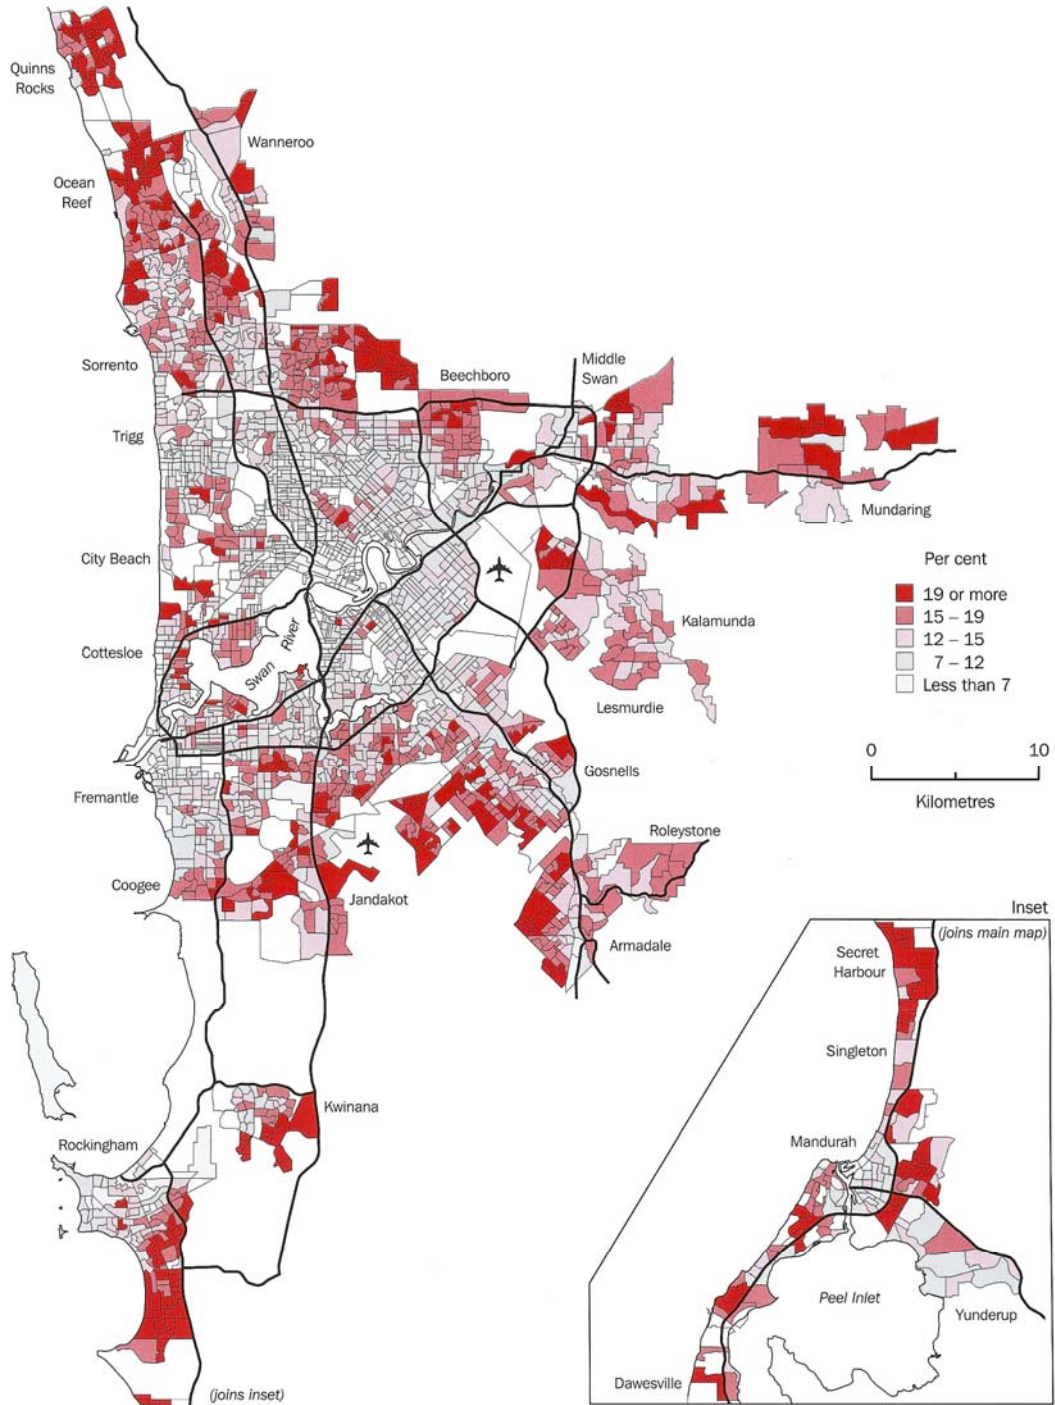 Quinns
Rocks
Wanneroo
Ocean
Reef
Sorrento
Beechboro
Middle
Swan
Trigg
Mundaring
City Beach
Per cent
19 or more
15 – 19
12 – 15
7 – 12
Less than 7
Kalamunda
Cottesloe
Swan River
Lesmurdie
0 10
Kilometres
Gosnells
Fremantle
Roleystone
Coogee
Jandakot
Armadale
Inset
(joins main map)
Secret
Harbour
Singleton
Kwinana
Rockingham
Mandurah
Peel Inlet
Yunderup
Dawesville
(joins inset)